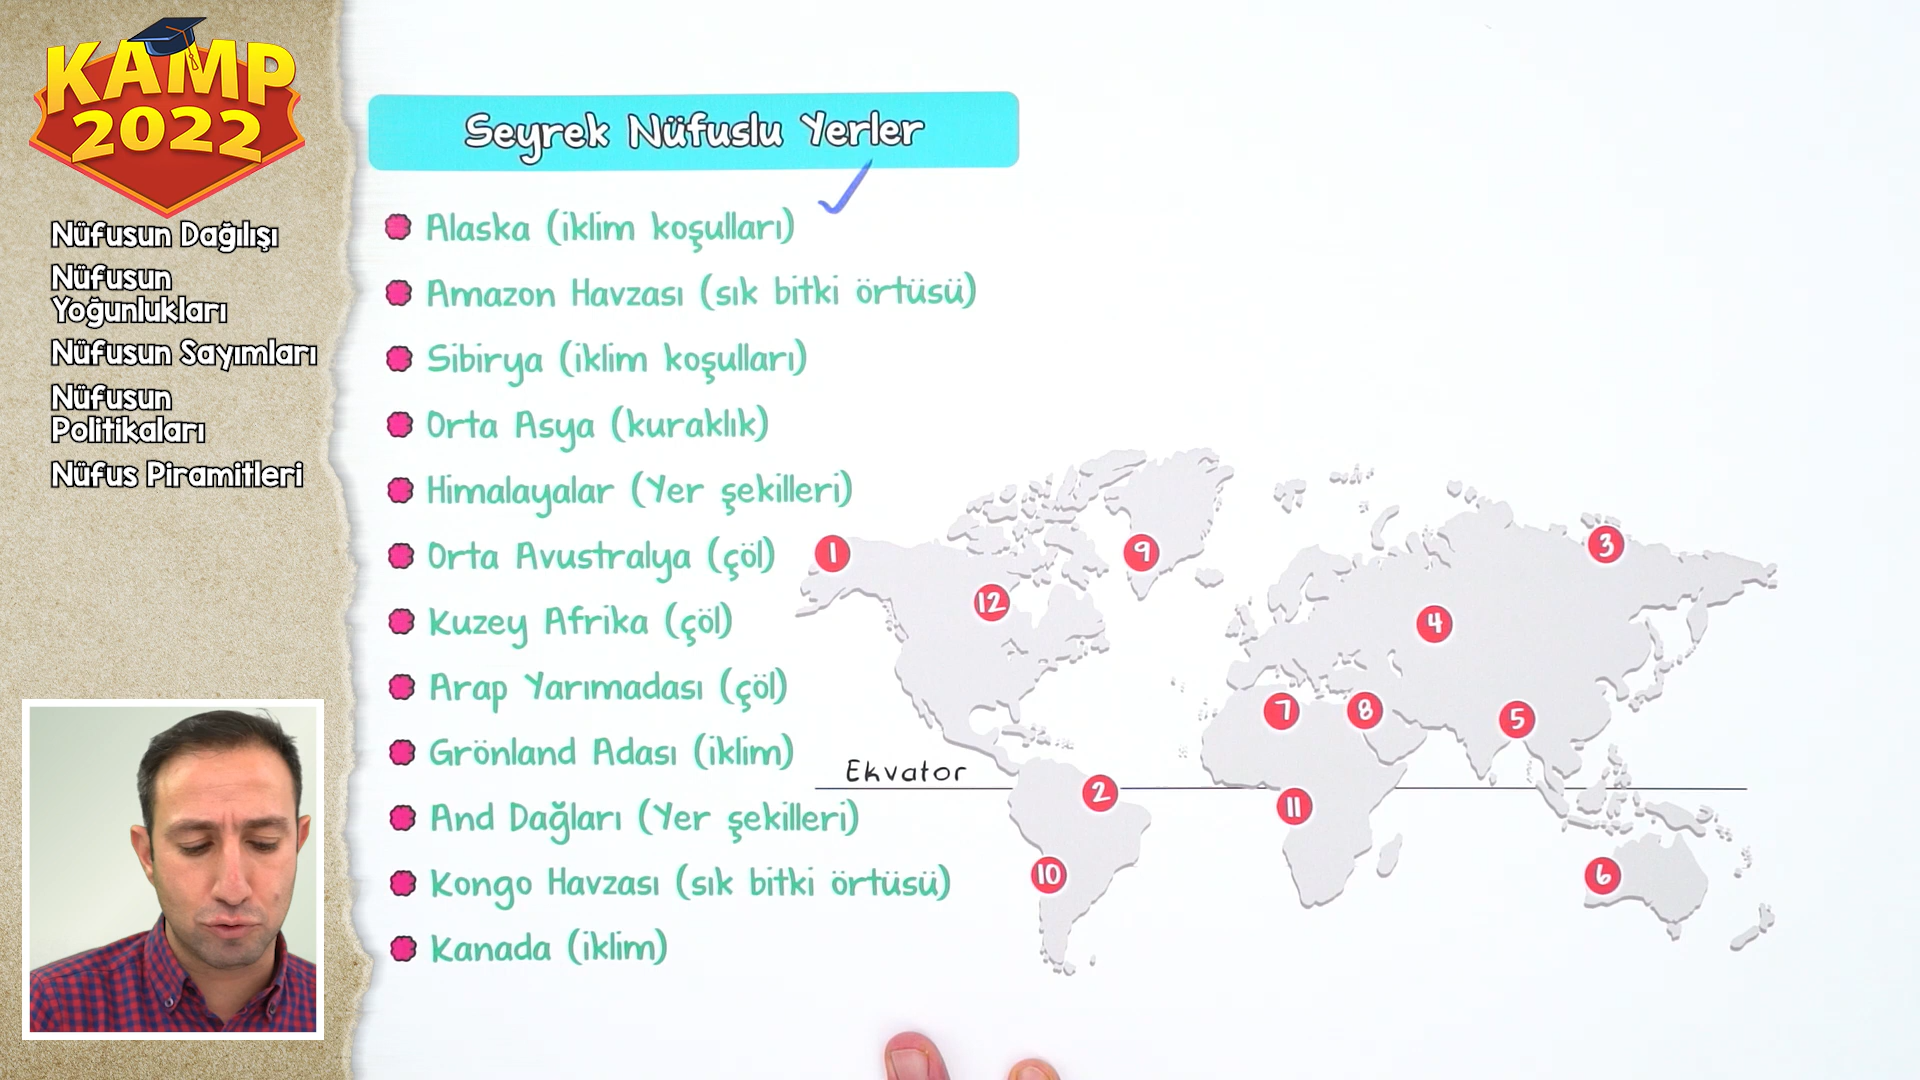 KAMP
2022
Nüfusun Dağılışı
Nüfusun
Yoğunlukları
Nüfusun Sayımları
Nüfusun
Politikaları
Nüfus Piramitleri
Seyrek Nüfuslu Yerler
Alaska (iklim koşulları)
Amazon Havzası (sık bitki örtüsü)
Sibirya (iklim koşulları)
Orta Asya (kuraklık)
Himalayalar (Yer şekilleri)
Orta Avustralya (çöl)
Kuzey Afrika (çöl)
Arap Yarımadası (çöl)
Grönland Adası (iklim)
And Dağları (Yer şekilleri)
Kongo Havzası (sık bitki örtüsü)
Kanada (iklim)
1
9
3
12
4
7
8
5
Ekvator
2
11
10
6